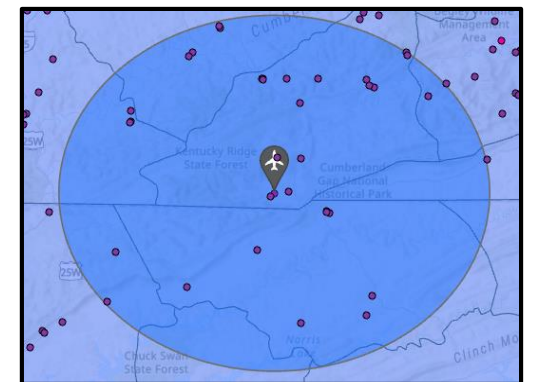 Cumber
Management
Area
25W
Kentucky Ridge
State Forest
Cumberland
Gap National
Historical Park
25W
Norris
Chuck Swan
State Forest
Clinch Mo